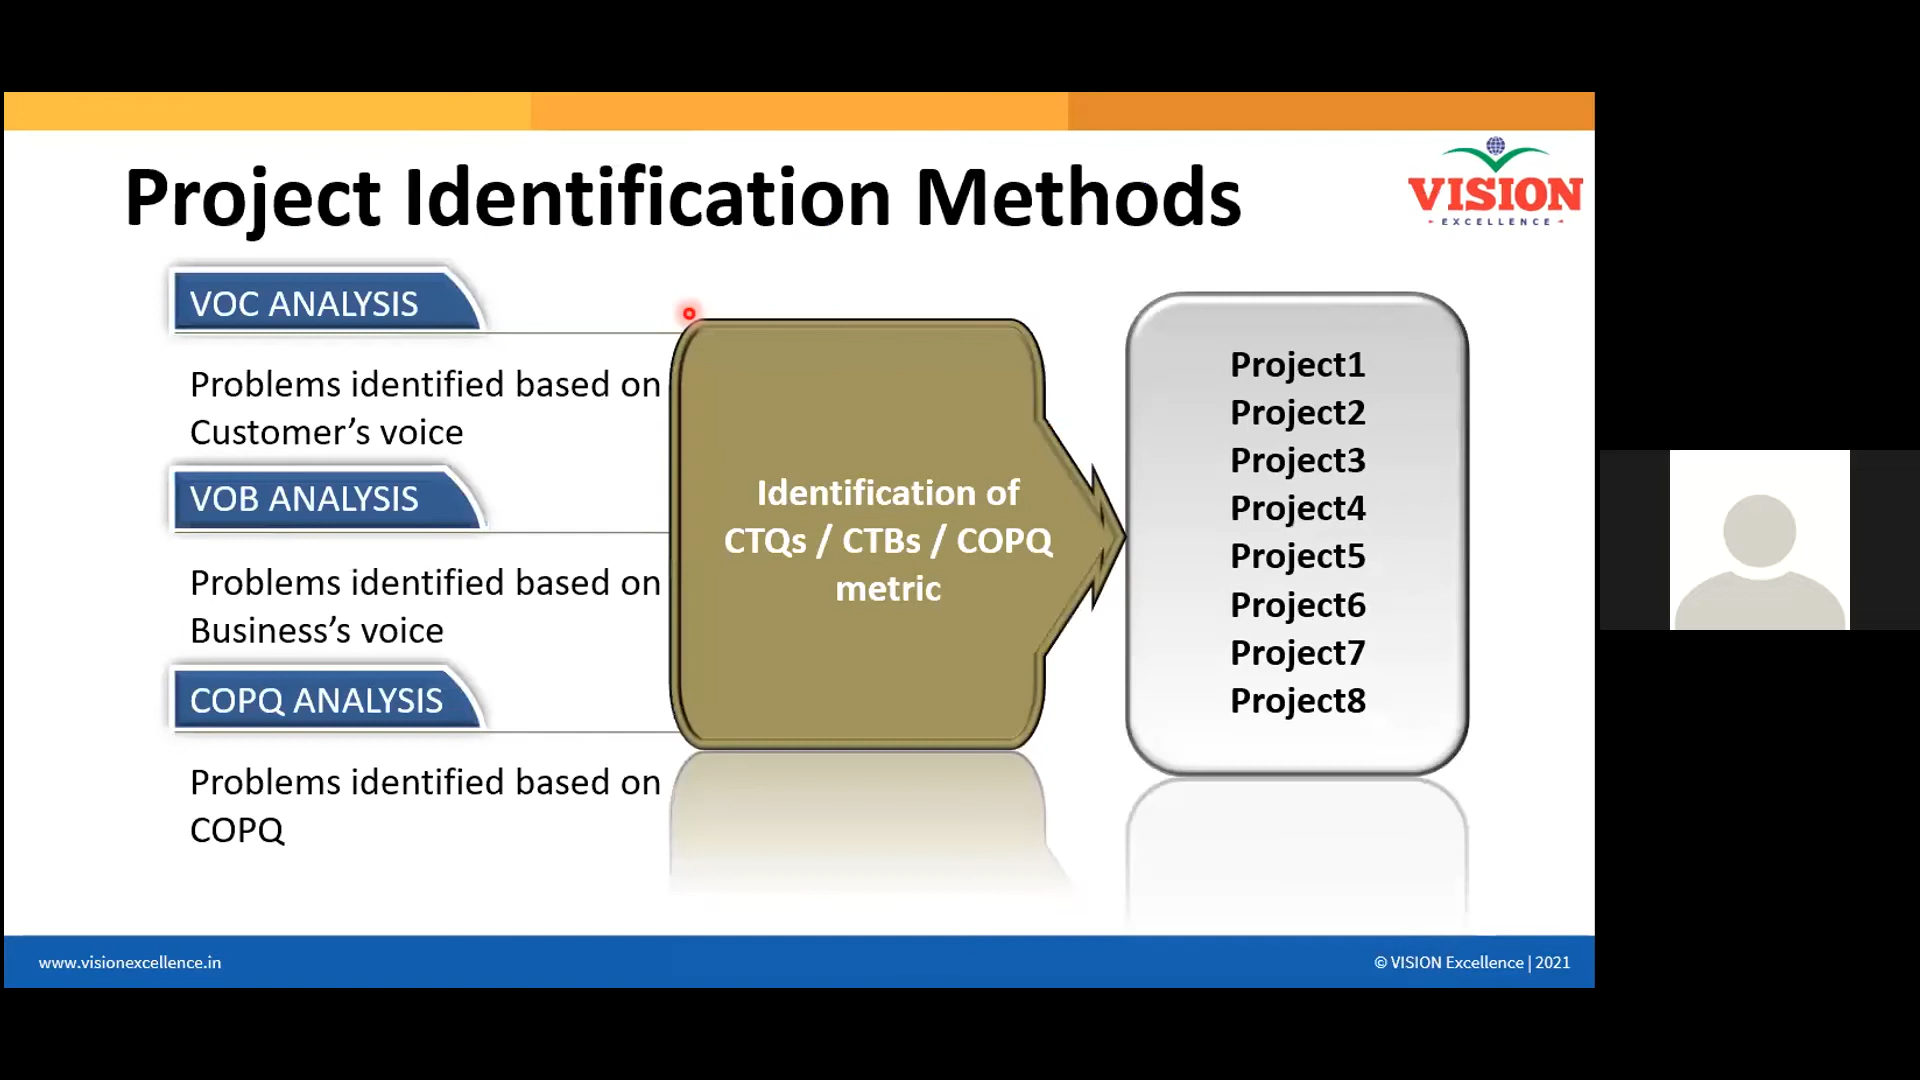 Project Identification Methods
VISION
EXCELLENCE
VOC ANALYSIS
Problems identified based on
Customer’s voice
VOB ANALYSIS
Problems identified based on
Business’s voice
COPQ ANALYSIS
Problems identified based on
COPQ
Identification of
CTQs / CTBs / COPQ
metric
Project1
Project2
Project3
Project4
Project5
Project6
Project7
Project8
www.visionexcellence.in
© VISION Excellence | 2021